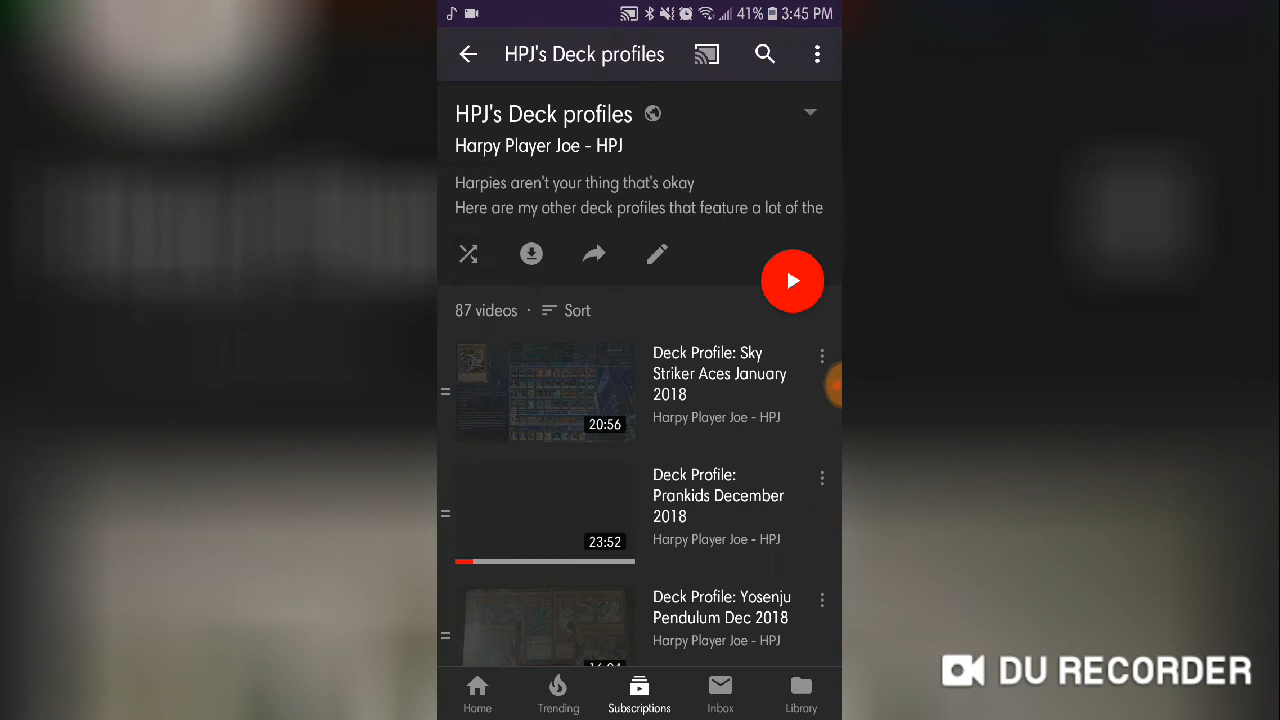 41% 3:45 PM
HPJ's Deck profiles
HPJ's Deck profiles
Harpy Player Joe - HPJ
Harpies aren't your thing that's okay
Here are my other deck profiles that feature a lot of the
87 videos · Sort
Deck Profile: Sky
Striker Aces January
2018
Harpy Player Joe - HPJ
20:56
Deck Profile:
Prankids December
2018
Harpy Player Joe - HPJ
23:52
Deck Profile: Yosenju
Pendulum Dec 2018
Harpy Player Joe - HPJ
Home Trending Subscriptions Inbox Library
DU RECORDER